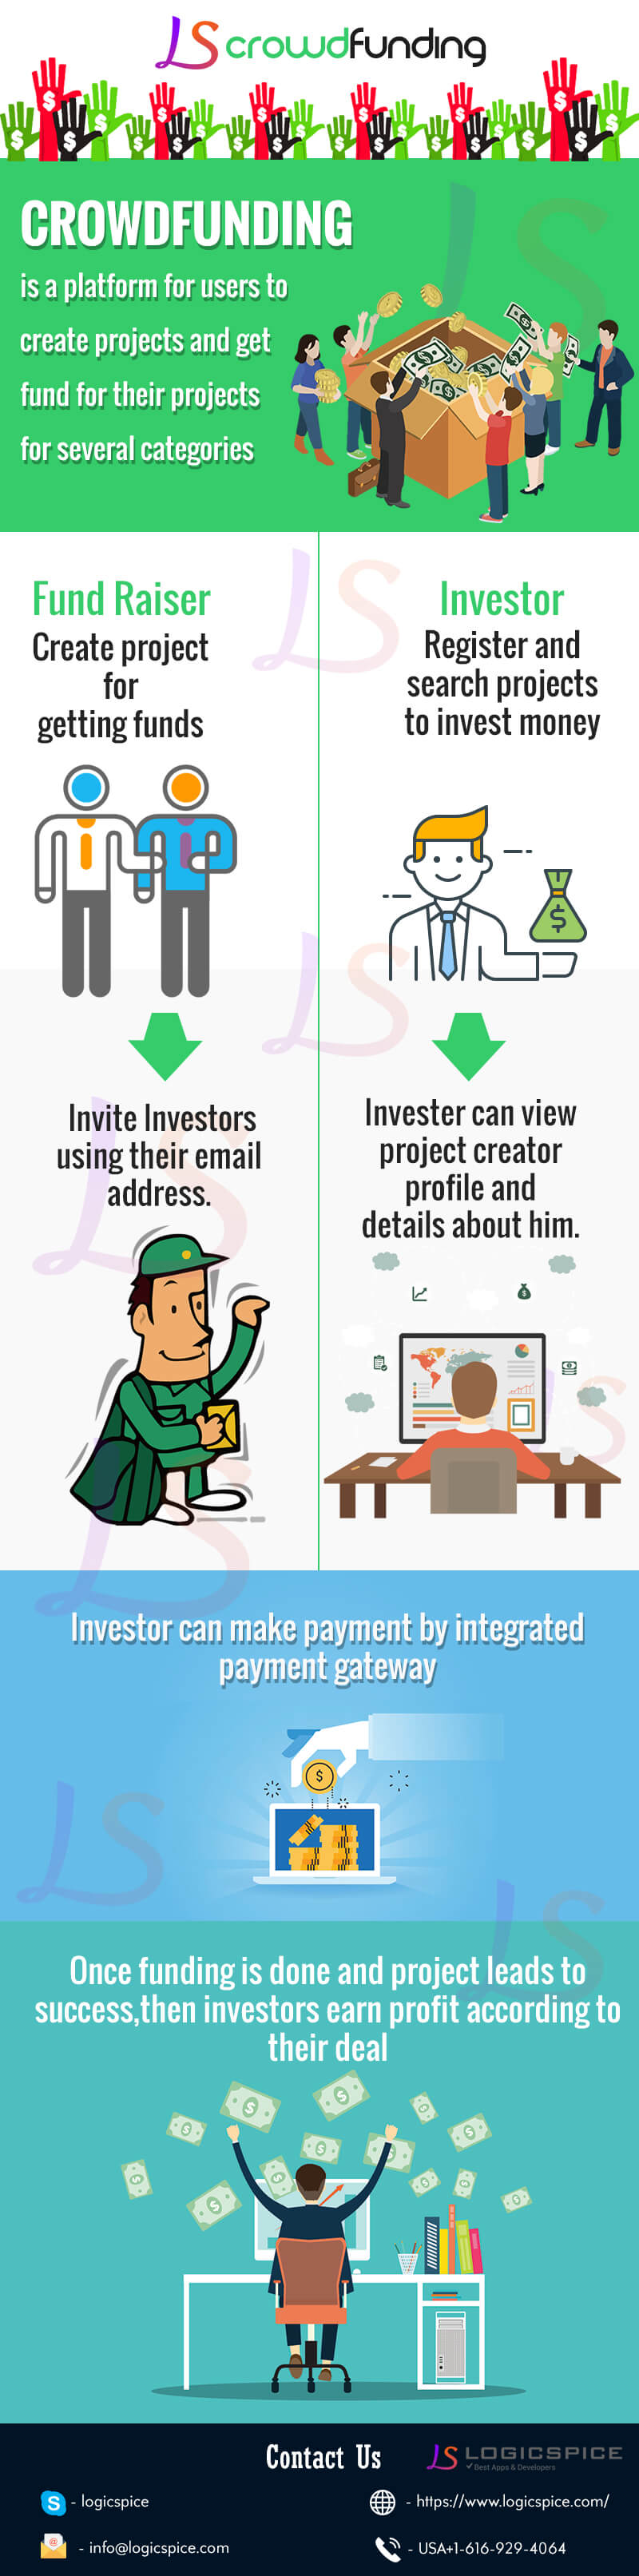 LS crowdfunding
CROWDFUNDING
is a platform for users to
create projects and get
fund for their projects
for several categories
Fund Raiser
Create project
for
getting funds
Investor
Register and
search projects
to invest money
Invite Investors
using their email
address.
Invester can view
project creator
profile and
details about him.
Investor can make payment by integrated
payment gateway
Once funding is done and project leads to
success,then investors earn profit according to
their deal
Contact Us
LS LOGICSPICE
Best Apps & Developers
- logicspice
- https://www.logicspice.com/
- info@logicspice.com
- USA+1-616-929-4064